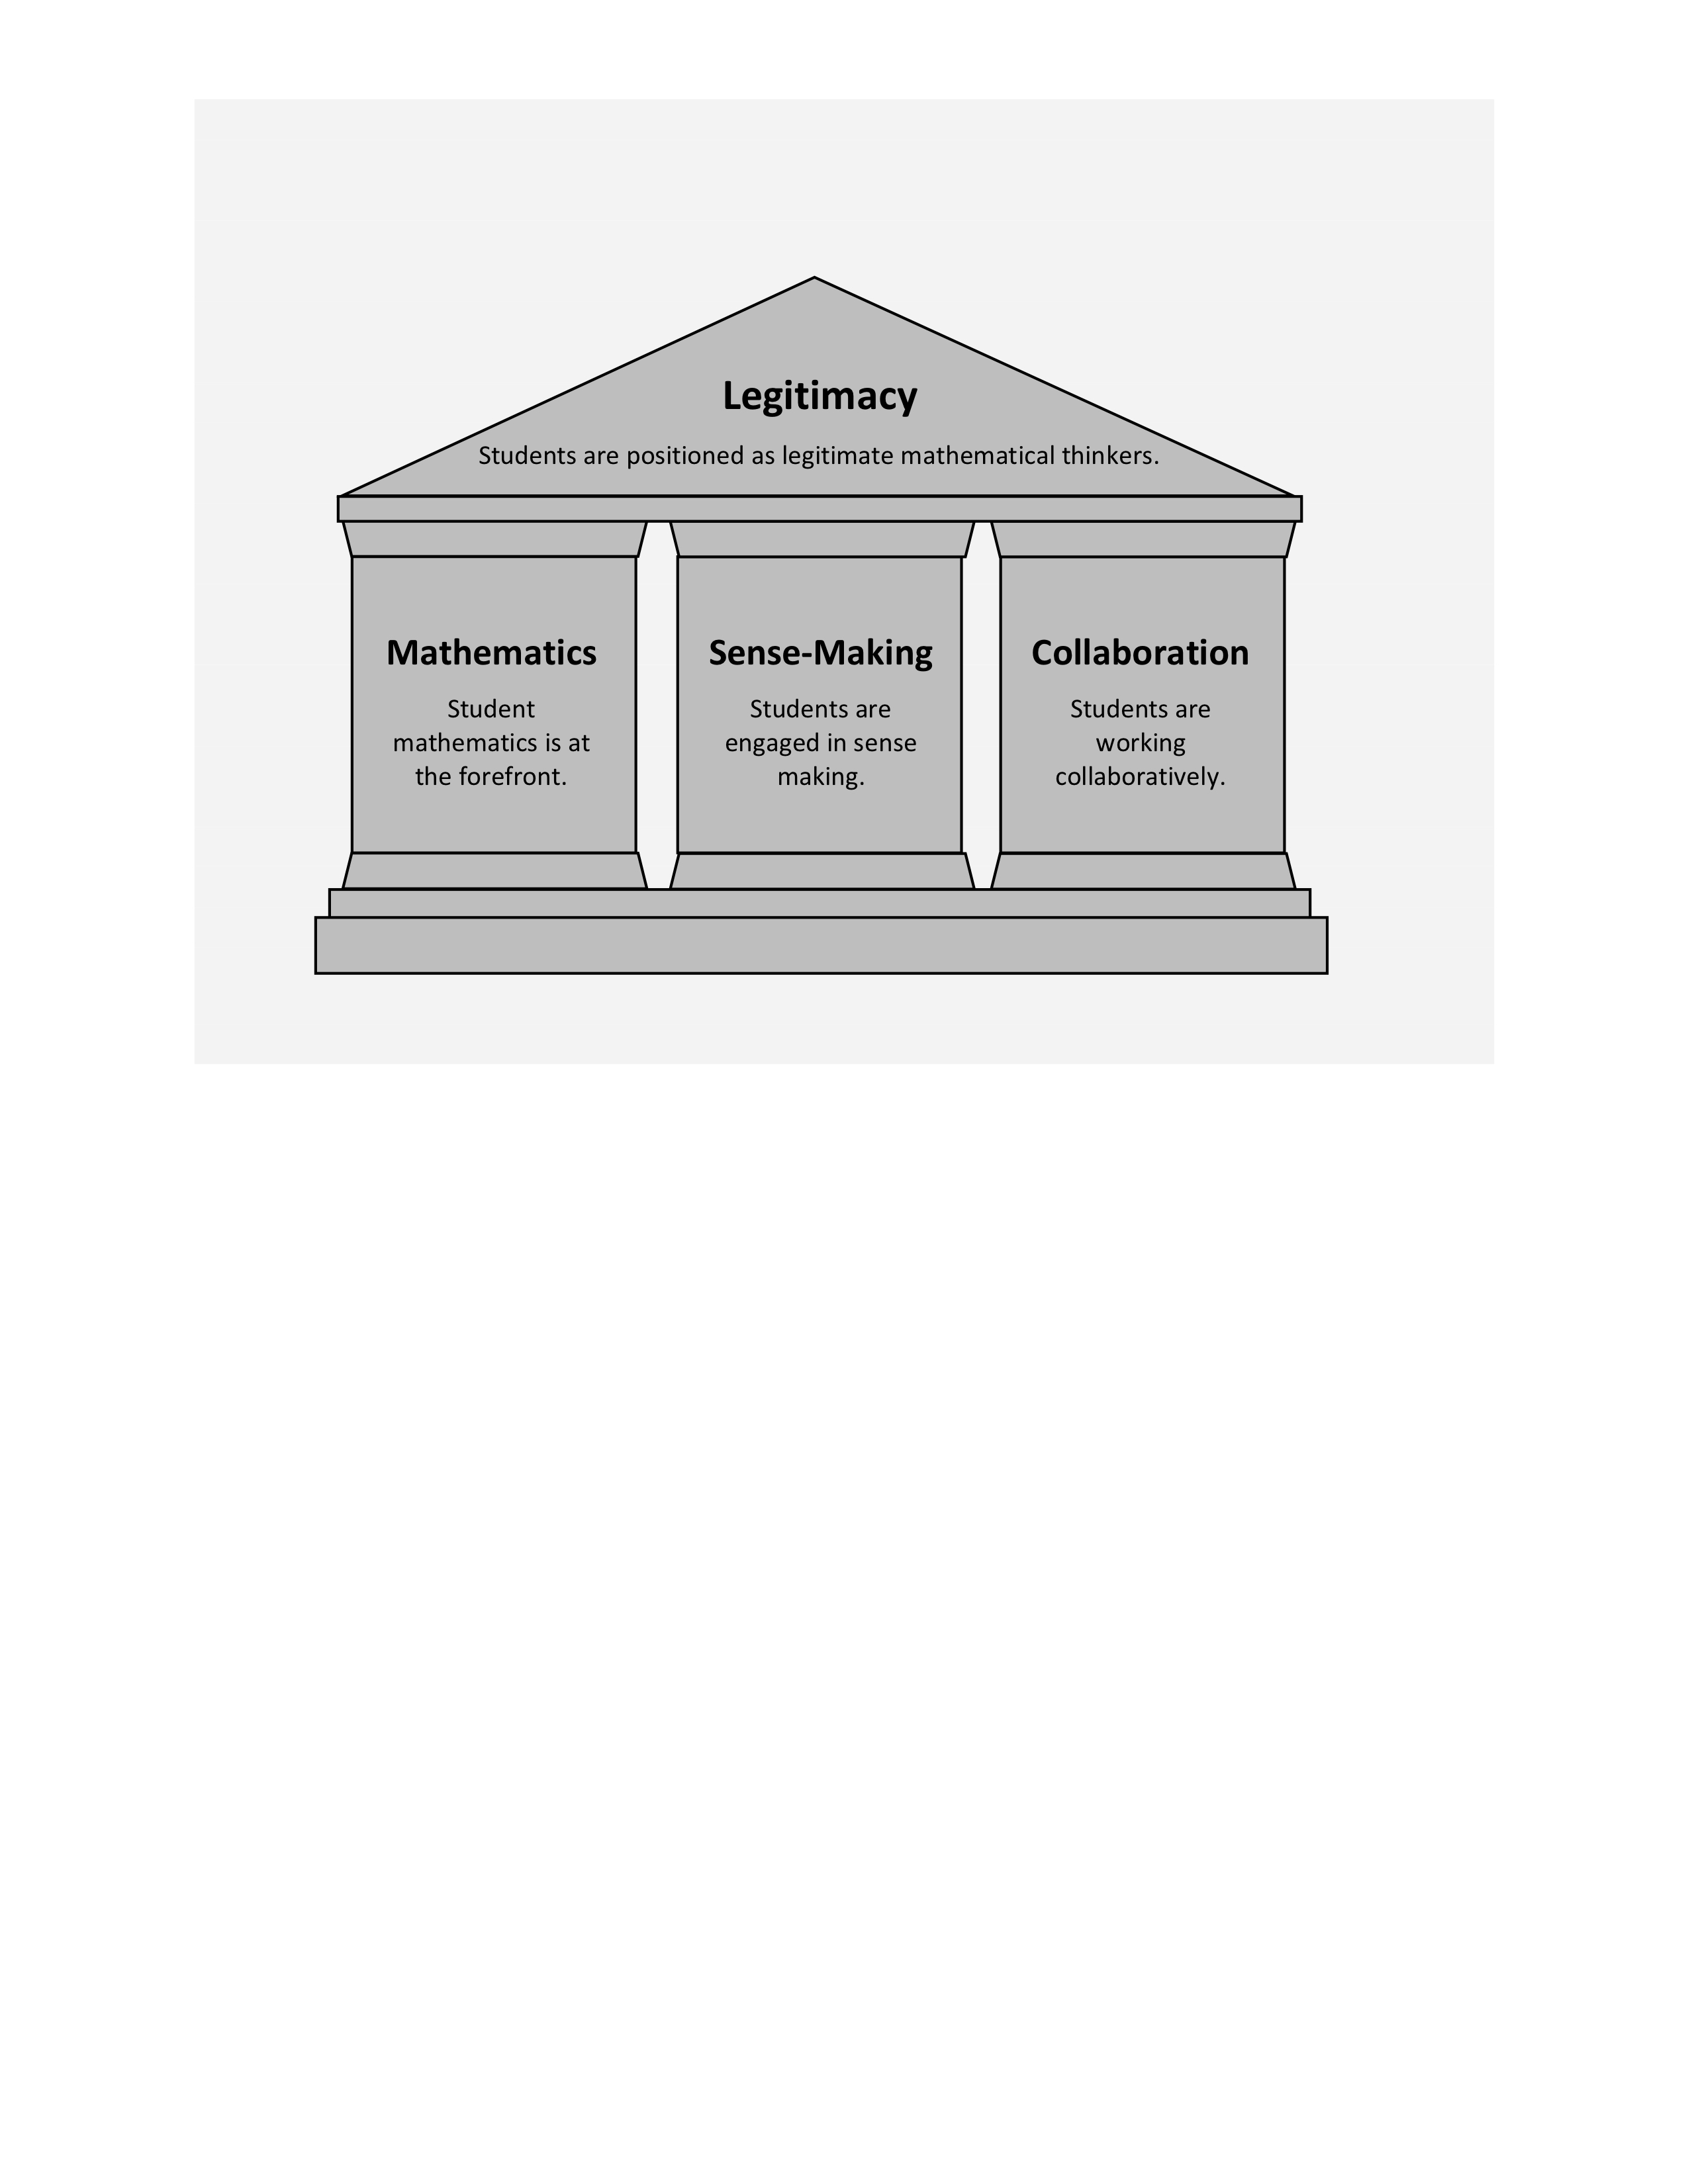 Legitimacy
Students are positioned as legitimate mathematical thinkers.
Mathematics
Student
mathematics is at
the forefront.
Sense-Making
Students are
engaged in sense
making.
Collaboration
Students are
working
collaboratively.